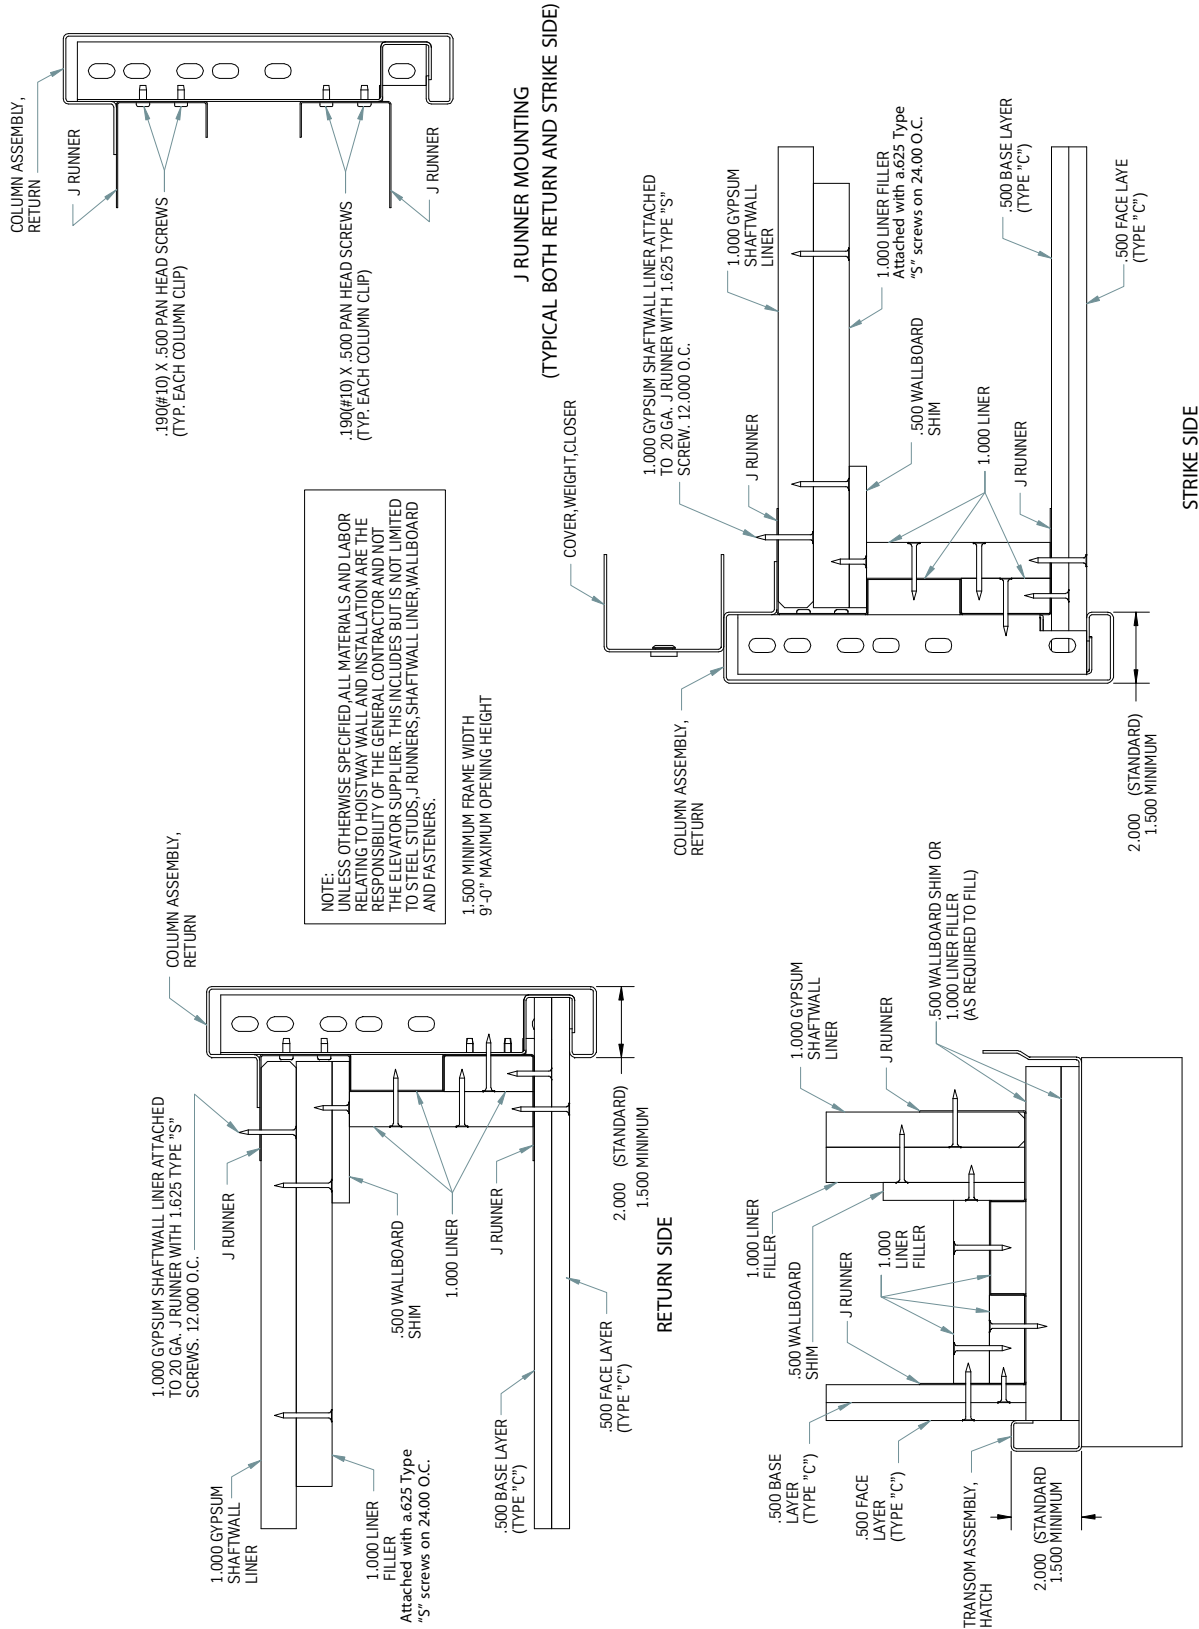 COLUMN ASSEMBLY,
RETURN
J RUNNER
.190(#10) X .500 PAN HEAD SCREWS
(TYP. EACH COLUMN CLIP)
.190(#10) X .500 PAN HEAD SCREWS
(TYP. EACH COLUMN CLIP)
J RUNNER
J RUNNER MOUNTING
(TYPICAL BOTH RETURN AND STRIKE SIDE)
NOTE:
UNLESS OTHERWISE SPECIFIED,ALL MATERIALS AND LABOR
RELATING TO HOISTWAY WALL AND INSTALLATION ARE THE
RESPONSIBILITY OF THE GENERAL CONTRACTOR AND NOT
THE ELEVATOR SUPPLIER. THIS INCLUDES BUT IS NOT LIMITED
TO STEEL STUDS,J RUNNERS,SHAFTWALL LINER,WALLBOARD
AND FASTENERS.
1.500 MINIMUM FRAME WIDTH
9'-0" MAXIMUM OPENING HEIGHT
COLUMN ASSEMBLY,
RETURN
1.000 GYPSUM SHAFTWALL LINER ATTACHED
TO 20 GA. J RUNNER WITH 1.625 TYPE "S"
SCREWS. 12.000 O.C.
J RUNNER
1.000 GYPSUM
SHAFTWALL
LINER
.500 WALLBOARD
SHIM
1.000 LINER
J RUNNER
1.000 LINER
FILLER
Attached with a.625 Type
"S" screws on 24.00 O.C.
.500 BASE LAYER
(TYPE "C")
.500 FACE LAYER
(TYPE "C")
2.000 (STANDARD)
1.500 MINIMUM
RETURN SIDE
COVER,WEIGHT,CLOSER
1.000 GYPSUM SHAFTWALL LINER ATTACHED
TO 20 GA. J RUNNER WITH 1.625 TYPE "S"
SCREW. 12.000 O.C.
J RUNNER
1.000 GYPSUM
SHAFTWALL
LINER
1.000 LINER FILLER
Attached with a.625 Type
"S" screws on 24.00 O.C.
.500 WALLBOARD
SHIM
1.000 LINER
J RUNNER
.500 BASE LAYER
(TYPE "C")
.500 FACE LAYE
(TYPE "C")
COLUMN ASSEMBLY,
RETURN
2.000 (STANDARD)
1.500 MINIMUM
STRIKE SIDE
1.000 GYPSUM
SHAFTWALL
LINER
J RUNNER
.500 WALLBOARD SHIM OR
1.000 LINER FILLER
(AS REQUIRED TO FILL)
1.000 LINER
FILLER
.500 WALLBOARD
SHIM
J RUNNER
1.000
LINER
FILLER
.500 BASE
LAYER
(TYPE "C")
.500 FACE
LAYER
(TYPE "C")
TRANSOM ASSEMBLY,
HATCH
2.000 (STANDARD
1.500 MINIMUM